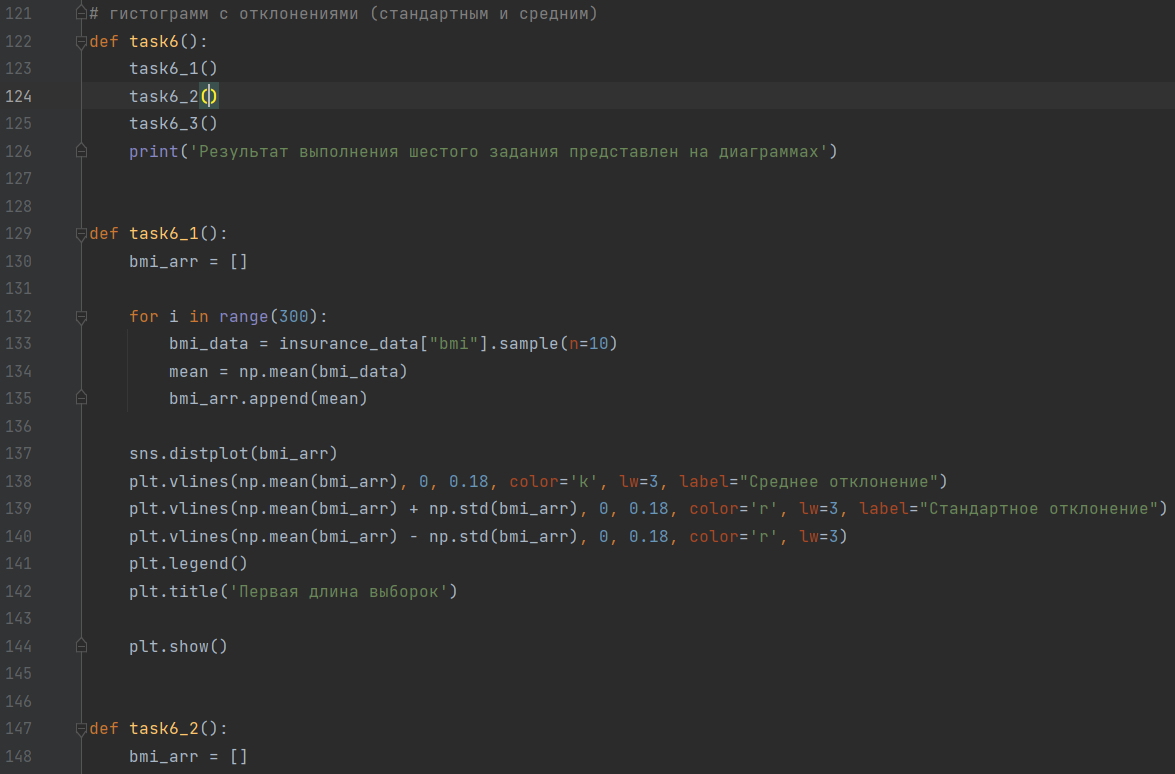 121 # гистограмм с отклонениями (стандартным и средним)
122 def task6():
123     task6_1()
124     task6_2()
125     task6_3()
126     print('Результат выполнения шестого задания представлен на диаграммах')
127
128
129 def task6_1():
130     bmi_arr = []
131
132     for i in range(300):
133         bmi_data = insurance_data["bmi"].sample(n=10)
134         mean = np.mean(bmi_data)
135         bmi_arr.append(mean)
136
137     sns.distplot(bmi_arr)
138     plt.vlines(np.mean(bmi_arr), 0, 0.18, color='k', lw=3, label="Среднее отклонение")
139     plt.vlines(np.mean(bmi_arr) + np.std(bmi_arr), 0, 0.18, color='r', lw=3, label="Стандартное отклонение")
140     plt.vlines(np.mean(bmi_arr) - np.std(bmi_arr), 0, 0.18, color='r', lw=3)
141     plt.legend()
142     plt.title('Первая длина выборок')
143
144     plt.show()
145
146
147 def task6_2():
148     bmi_arr = []